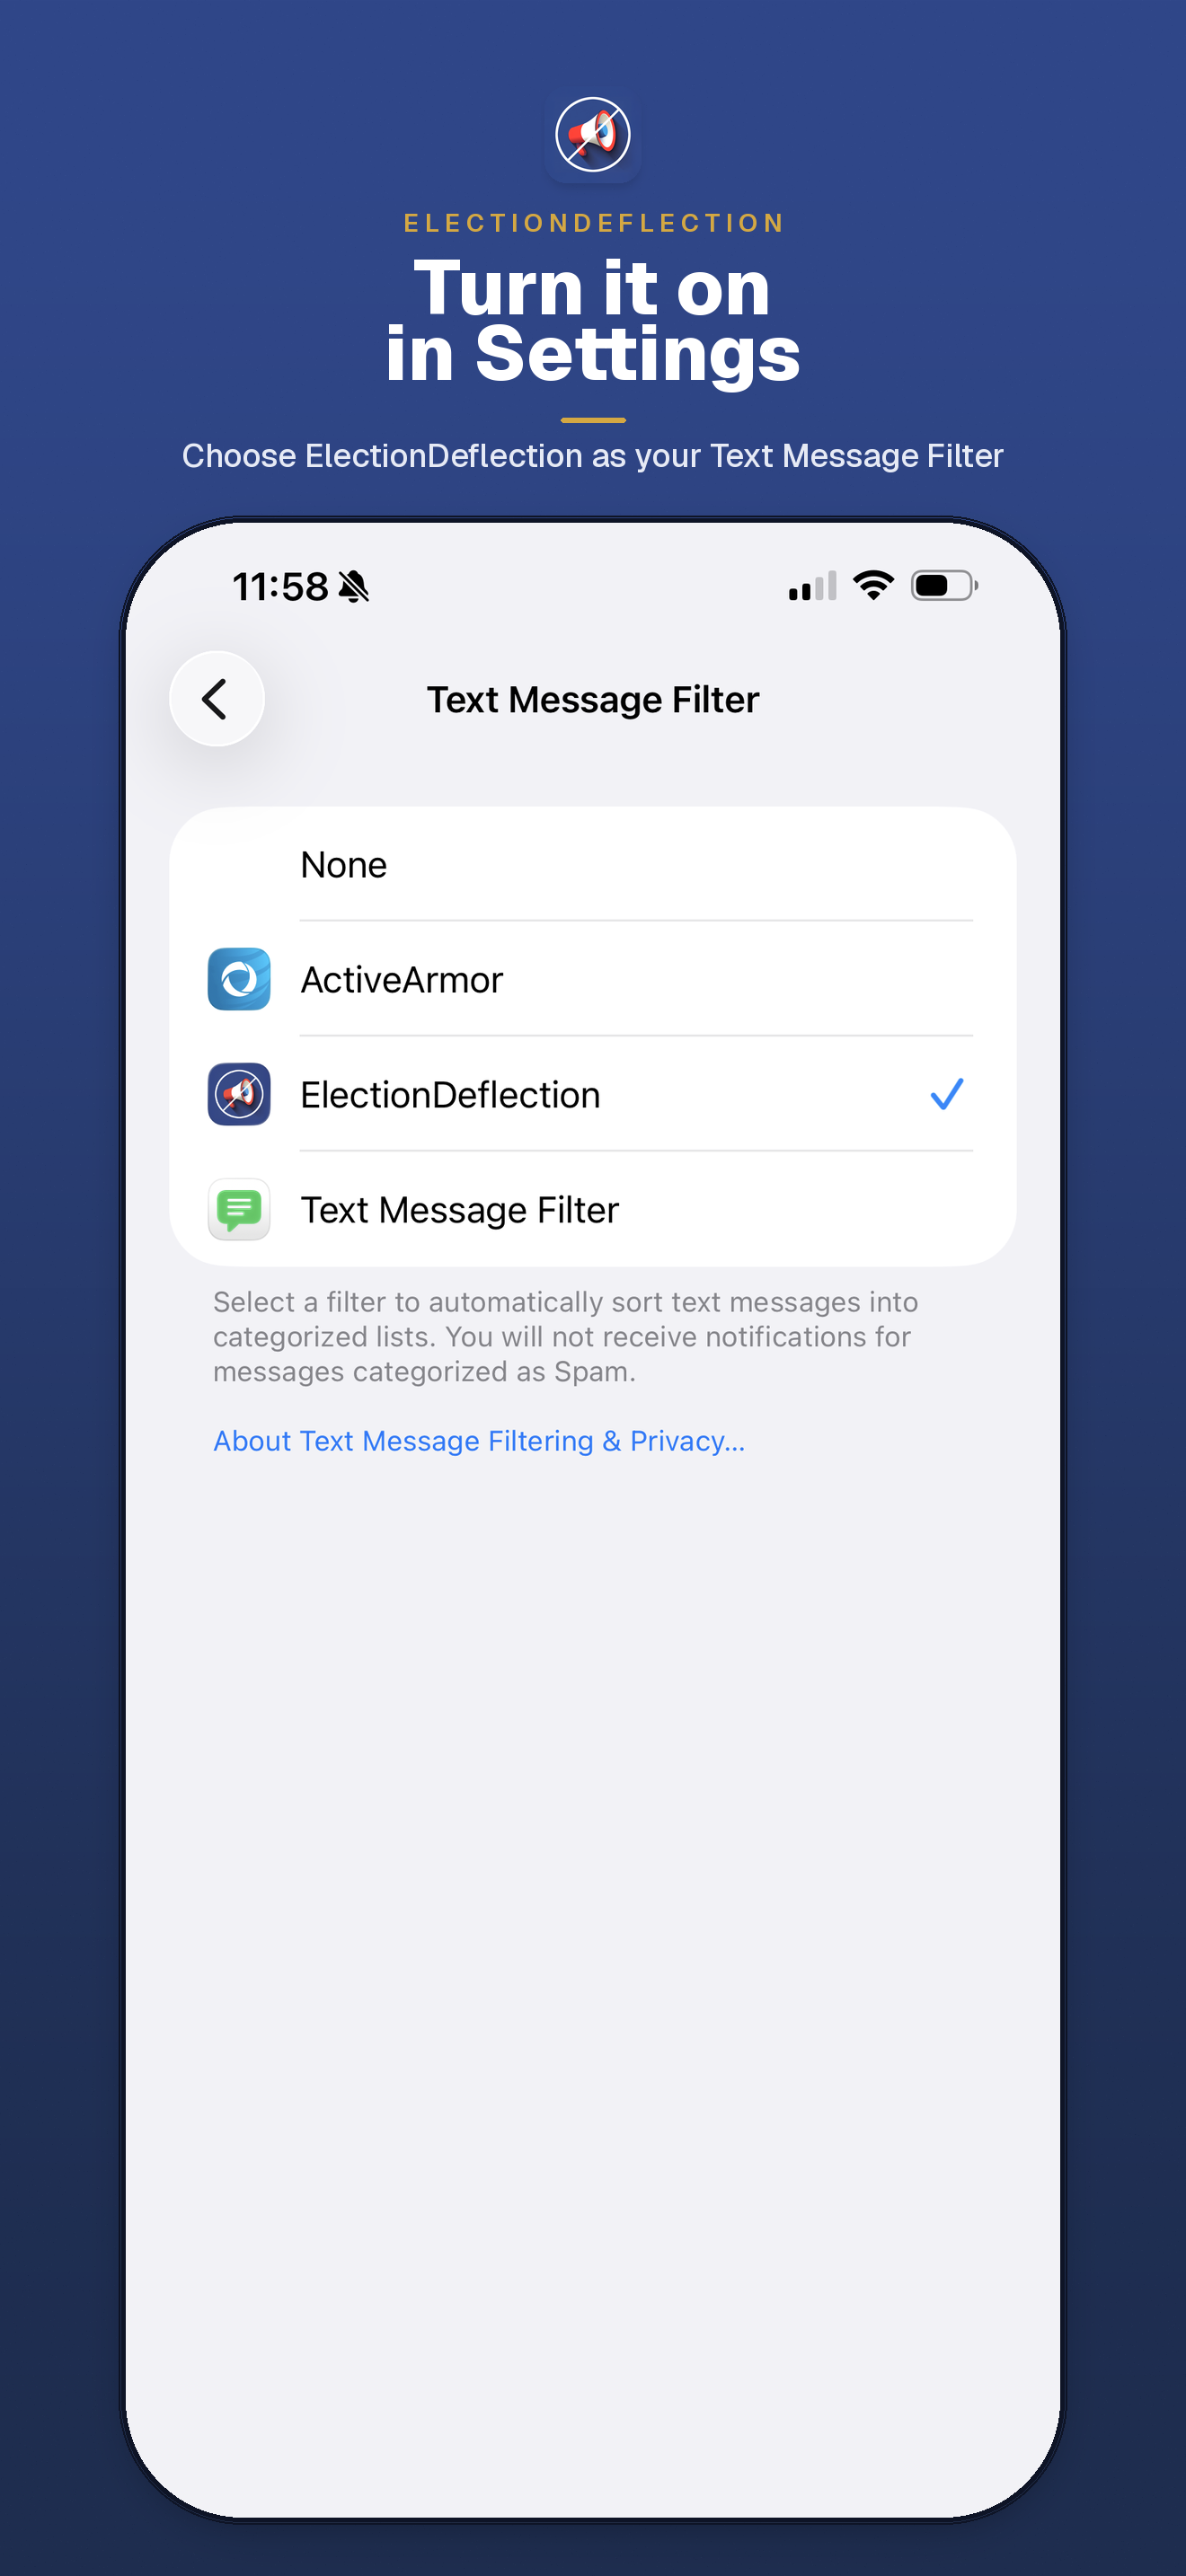 ELECTIONDEFLECTION
Turn it on
in Settings
Choose ElectionDeflection as your Text Message Filter
11:58
Text Message Filter
None
ActiveArmor
ElectionDeflection
Text Message Filter
Select a filter to automatically sort text messages into
categorized lists. You will not receive notifications for
messages categorized as Spam.
About Text Message Filtering & Privacy...